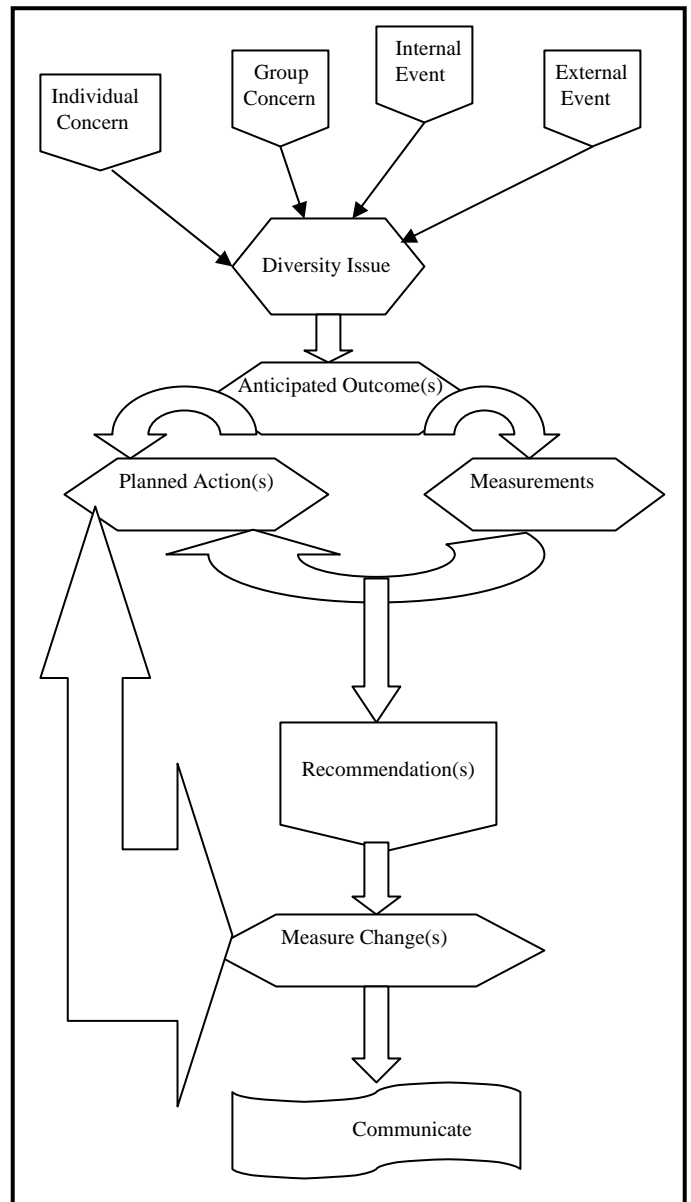 Individual
Concern
Group
Concern
Internal
Event
External
Event
Diversity Issue
Anticipated Outcome(s)
Planned Action(s)
Measurements
Recommendation(s)
Measure Change(s)
Communicate